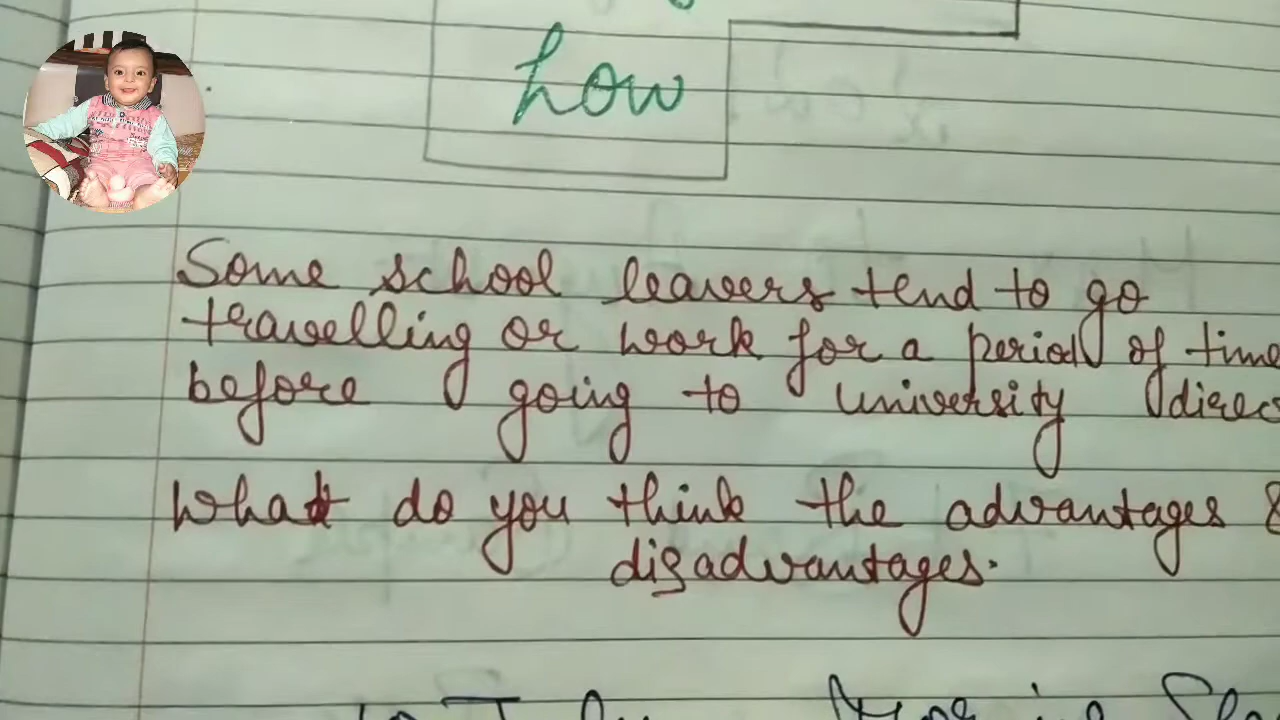 how
Some school leavers tend to go
travelling or work for a period of time
before going to university direc
What do you think the advantages &
disadvantages.